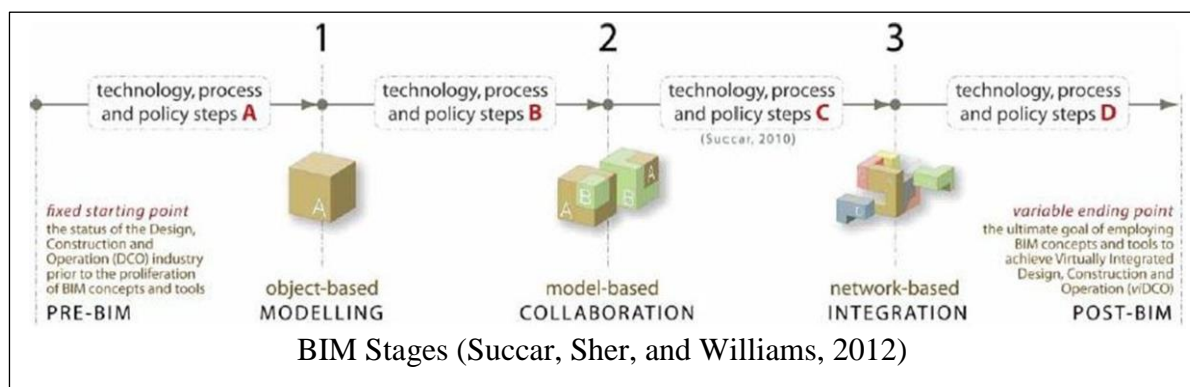 1
2
3
technology, process
and policy steps A
technology, process
and policy steps B
technology, process
and policy steps C
(Succar, 2010)
technology, process
and policy steps D
A
A
B
B
A
fixed starting point
the status of the Design,
Construction and
Operation (DCO) industry
prior to the proliferation
of BIM concepts and tools
PRE-BIM
object-based
MODELLING
model-based
COLLABORATION
network-based
INTEGRATION
variable ending point
the ultimate goal of employing
BIM concepts and tools to
achieve Virtually Integrated
Design, Construction and
Operation (viDCO)
POST-BIM
BIM Stages (Succar, Sher, and Williams, 2012)